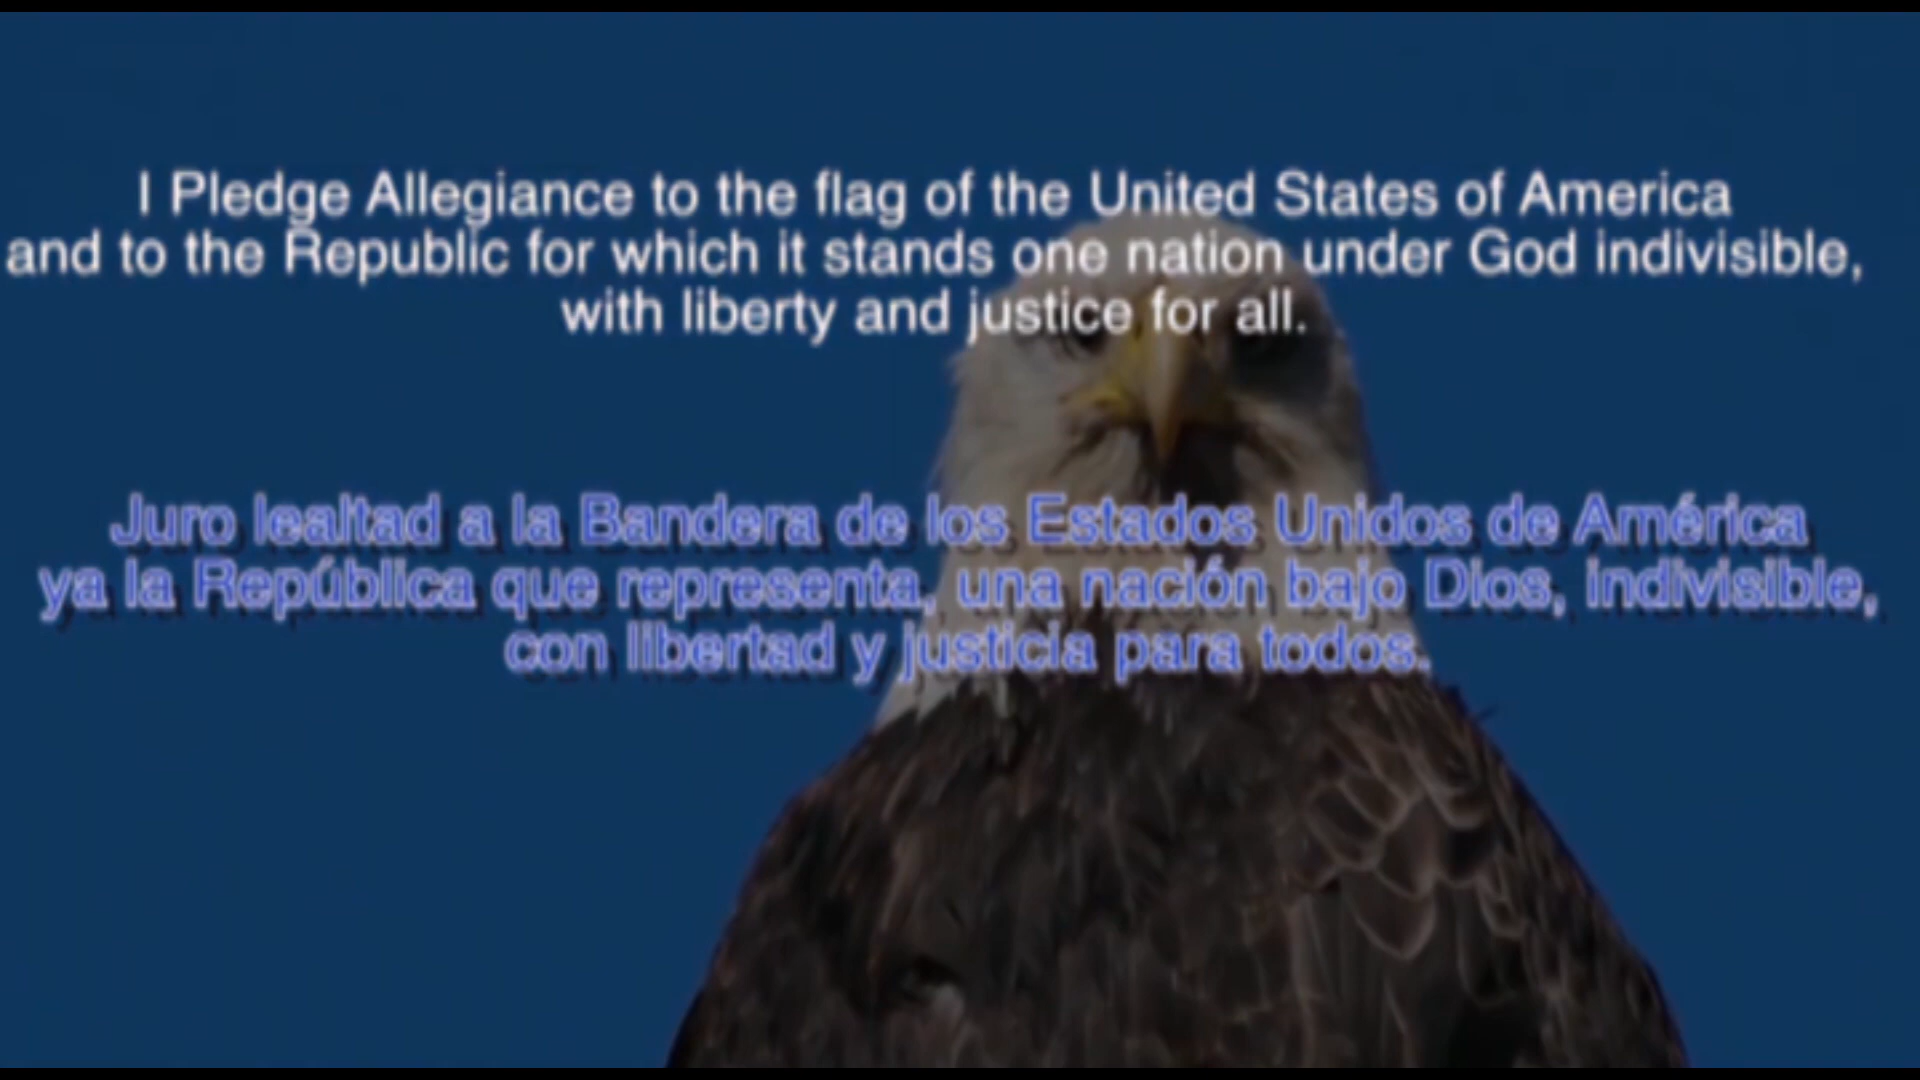 I Pledge Allegiance to the flag of the United States of America
and to the Republic for which it stands one nation under God indivisible,
with liberty and justice for all.
Juro lealtad a la Bandera de los Estados Unidos de América
ya la República que representa, una nación bajo Dios, indivisible,
con libertad y justicia para todos.